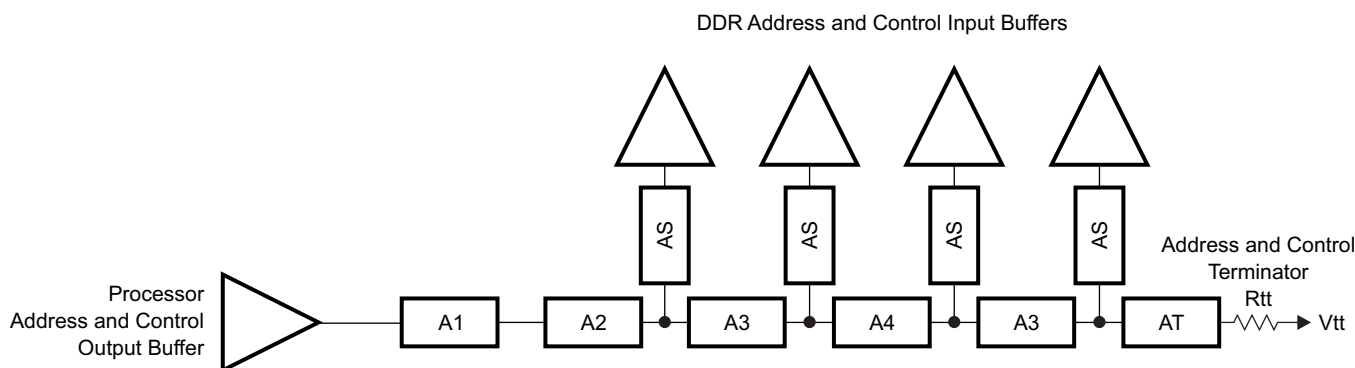 DDR Address and Control Input Buffers
AS
AS
AS
AS
Address and Control
Terminator
Rtt
Processor
Address and Control
Output Buffer
A1
A2
A3
A4
A3
AT
Vtt